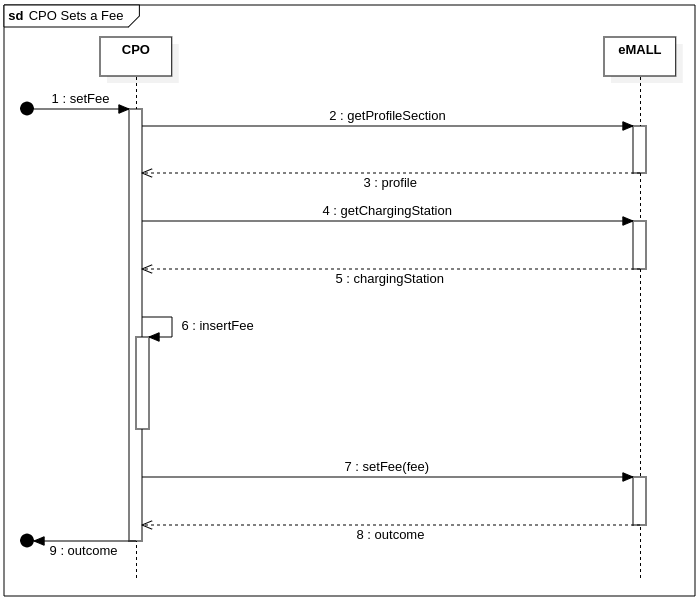 sd CPO Sets a Fee
CPO
eMALL
1 : setFee
2 : getProfileSection
3 : profile
4 : getChargingStation
5 : chargingStation
6 : insertFee
7 : setFee(fee)
8 : outcome
9 : outcome